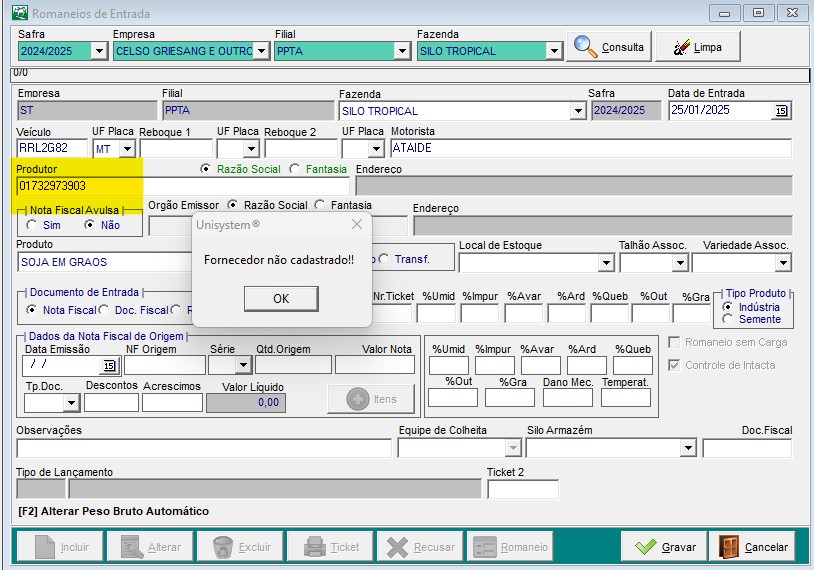 Romaneios de Entrada
Safra Empresa Filial Fazenda
2024/2025 CELSO GRIESANG E OUTRC PPTA SILO TROPICAL Consulta Limpa
0/0
Empresa Filial Fazenda Safra Data de Entrada
ST PPTA SILO TROPICAL 2024/2025 25/01/2025 15
Veículo UF Placa Reboque 1 UF Placa Reboque 2 UF Placa Motorista
RRL2G82 MT ATAIDE
Produtor Razão Social Fantasia Endereço
01732973903
Nota Fiscal Avulsa Orgão Emissor Razão Social Fantasia Endereço
Sim Não
Unisystem®
Fornecedor não cadastrado!!
OK
Produto Local de Estoque Talhão Assoc. Variedade Assoc.
SOJA EM GRAOS o Transf.
Documento de Entrada Nr.Ticket %Umid %Impur %Avar %Ard %Queb %Out %Gra Tipo Produto
Nota Fiscal Doc. Fiscal R Indústria
Semente
Dados da Nota Fiscal de Origem
Data Emissão NF Origem Série Qtd.Origem Valor Nota %Umid %Impur %Avar %Ard %Queb Romaneio sem Carga
/ / 15 Controle de Intacta
Tp.Doc. Descontos Acrescimos Valor Líquido %Out %Gra Dano Mec. Temperat.
0,00 Itens
Observações Equipe de Colheita Silo Armazém Doc.Fiscal
Tipo de Lançamento Ticket 2
[F2] Alterar Peso Bruto Automático
Incluir Alterar Excluir Ticket Recusar Romaneio Gravar Cancelar